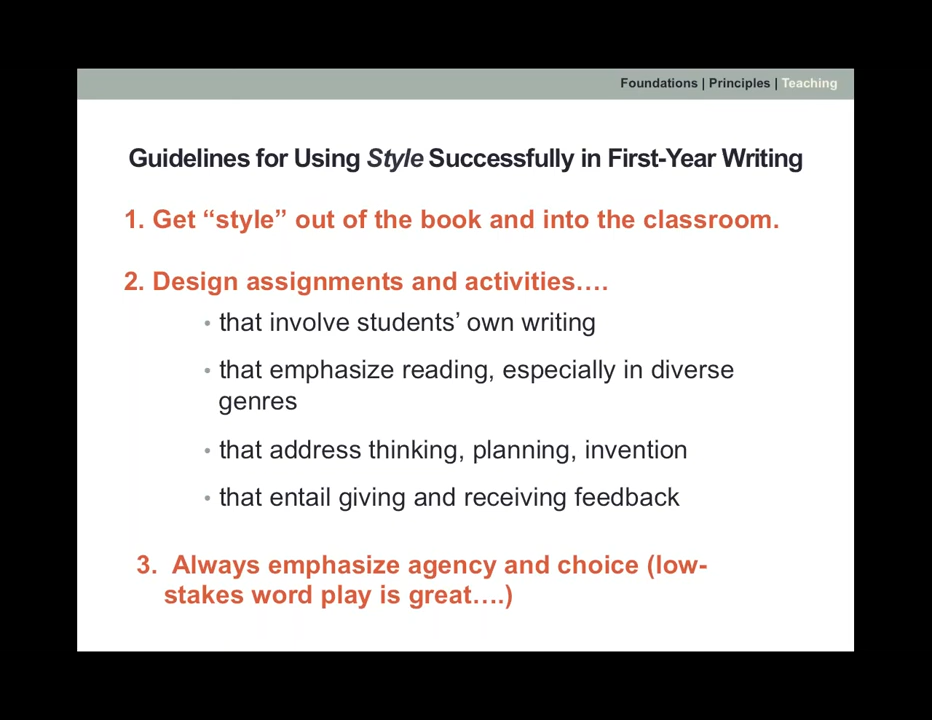 Foundations | Principles | Teaching
Guidelines for Using Style Successfully in First-Year Writing
1. Get “style” out of the book and into the classroom.
2. Design assignments and activities….
• that involve students’ own writing
• that emphasize reading, especially in diverse
genres
• that address thinking, planning, invention
• that entail giving and receiving feedback
3. Always emphasize agency and choice (low-
stakes word play is great….)